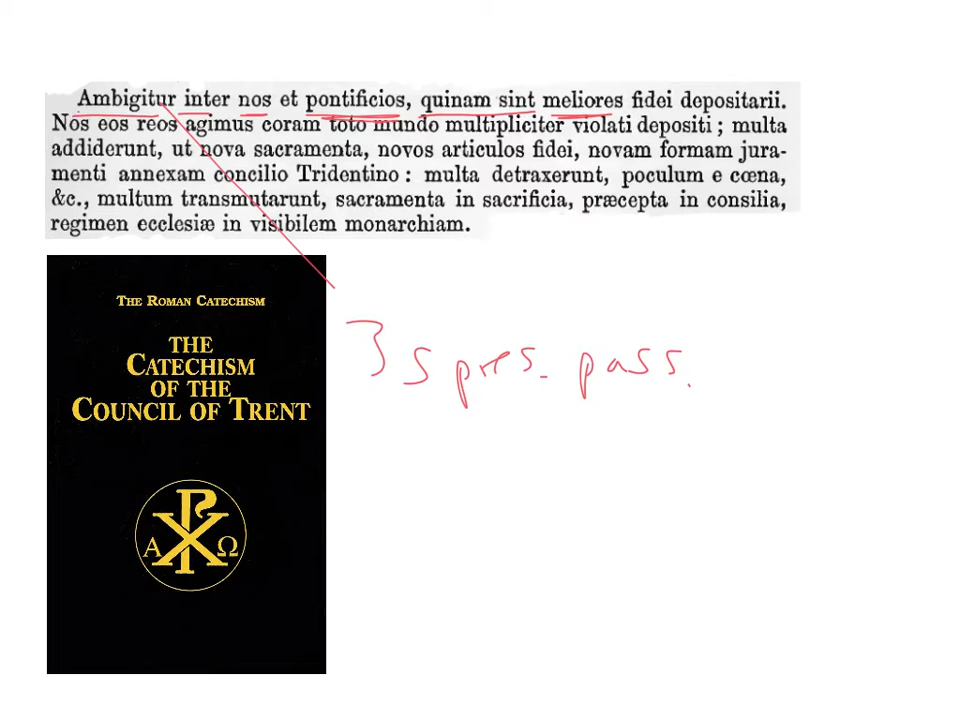 Ambigitur inter nos et pontificios, quinam sint meliores fidei depositarii.
Nos eos reos agimus coram toto mundo multipliciter violati depositi; multa
addiderunt, ut nova sacramenta, novos articulos fidei, novam formam jura-
menti annexam concilio Tridentino: multa detraxerunt, poculum e cœna,
&c., multum transmutarunt, sacramenta in sacrificia, præcepta in consilia,
regimen ecclesiæ in visibilem monarchiam.
THE ROMAN CATECHISM
THE
CATECHISM
OF THE
COUNCIL OF TRENT
Α Ω
3 s pres. pass.